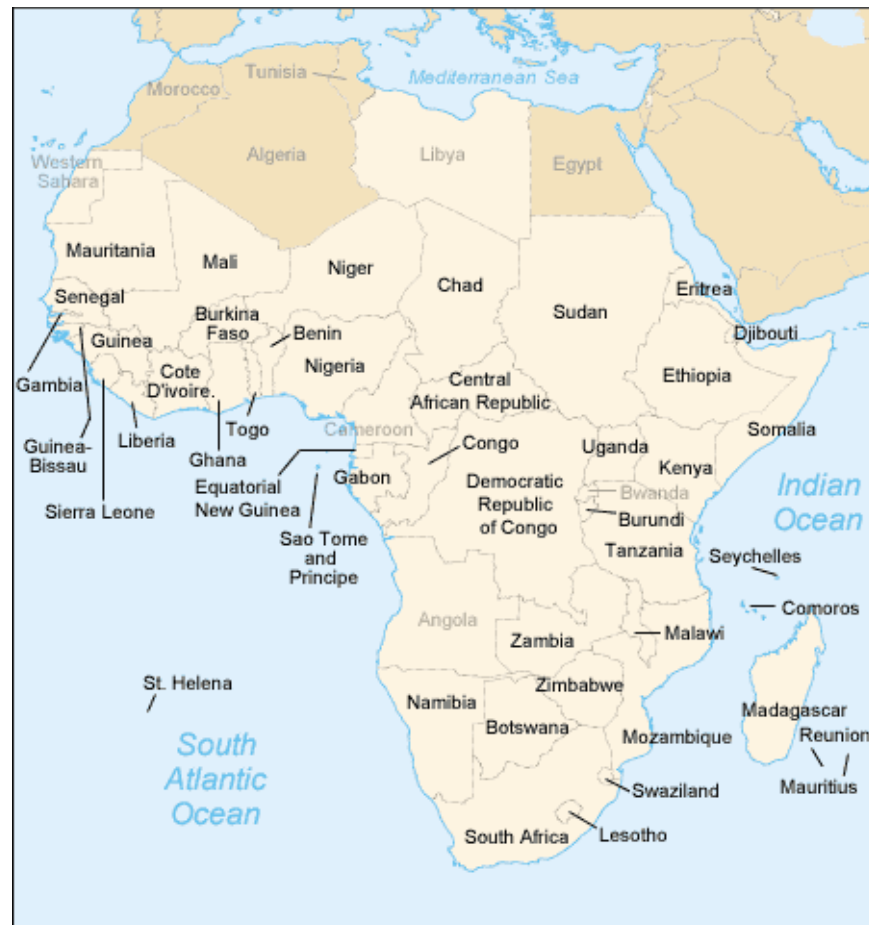 Mediterranean Sea
Tunisia
Morocco
Algeria
Libya
Egypt
Western
Sahara
Mauritania
Mali
Niger
Chad
Sudan
Eritrea
Senegal
Burkina
Faso
Benin
Djibouti
Guinea
Nigeria
Cote
D'ivoire.
Ethiopia
Gambia
Central
African Republic
Guinea-
Bissau
Liberia
Togo
Cameroon
Somalia
Ghana
Congo
Uganda
Kenya
Sierra Leone
Equatorial
New Guinea
Gabon
Democratic
Republic
of Congo
Bwanda
Burundi
Indian
Ocean
Sao Tome
and
Principe
Tanzania
Seychelles
Comoros
Angola
Zambia
Malawi
St. Helena
Namibia
Zimbabwe
Botswana
Mozambique
Madagascar
Reunion
Mauritius
South
Atlantic
Ocean
Swaziland
South Africa
Lesotho